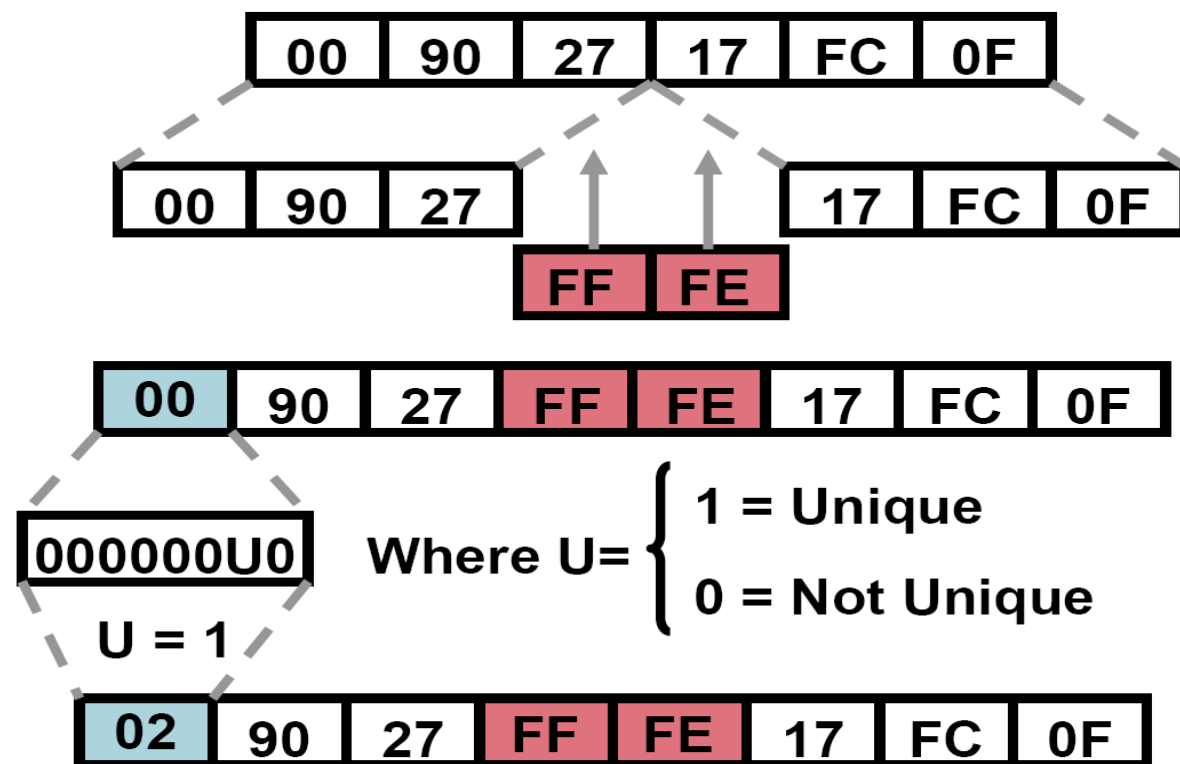 00 90 27 17 FC 0F
00 90 27 17 FC 0F
FF FE
00 90 27 FF FE 17 FC 0F
1 = Unique
000000U0 Where U=
0 = Not Unique
U = 1
02 90 27 FF FE 17 FC 0F